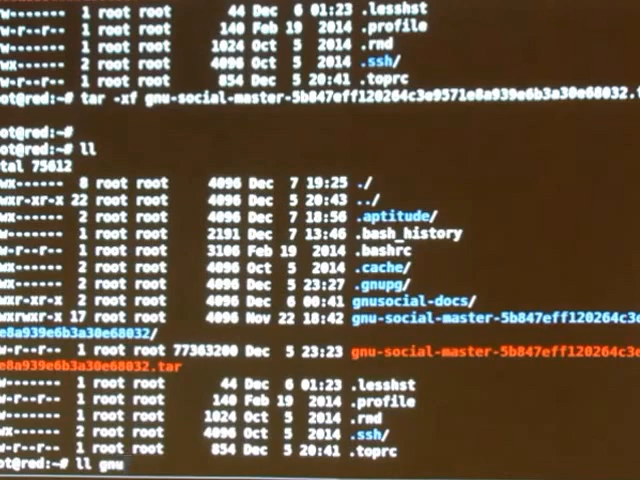 w------- 1 root root 44 Dec 6 01:23 .lesshst
w-r--r-- 1 root root 140 Feb 19 2014 .profile
w------- 1 root root 1024 Oct 5 2014 .rnd
wx------ 2 root root 4096 Oct 5 2014 .ssh/
w-r--r-- 1 root root 854 Dec 5 20:41 .toprc
ot@red:~# tar -xf gnu-social-master-5b847eff120264c3e9571e8a939e6b3a30e68032.t
ot@red:~#
ot@red:~# ll
tal 75612
wx------ 8 root root 4096 Dec 7 19:25 ./
wxr-xr-x 22 root root 4096 Dec 5 20:43 ../
wx------ 2 root root 4096 Dec 7 18:56 .aptitude/
w------- 1 root root 2191 Dec 7 13:46 .bash_history
w-r--r-- 1 root root 3106 Feb 19 2014 .bashrc
wx------ 2 root root 4096 Oct 5 2014 .cache/
wx------ 2 root root 4096 Dec 5 23:27 .gnupg/
wxr-xr-x 2 root root 4096 Dec 6 00:41 gnusocial-docs/
wxrwxr-x 17 root root 4096 Nov 22 18:42 gnu-social-master-5b847eff120264c3e
e8a939e6b3a30e68032/
w-r--r-- 1 root root 77363200 Dec 5 23:23 gnu-social-master-5b847eff120264c3e
e8a939e6b3a30e68032.tar
w------- 1 root root 44 Dec 6 01:23 .lesshst
w-r--r-- 1 root root 140 Feb 19 2014 .profile
w------- 1 root root 1024 Oct 5 2014 .rnd
wx------ 2 root root 4096 Oct 5 2014 .ssh/
w-r--r-- 1 root root 854 Dec 5 20:41 .toprc
ot@red:~# ll gnu